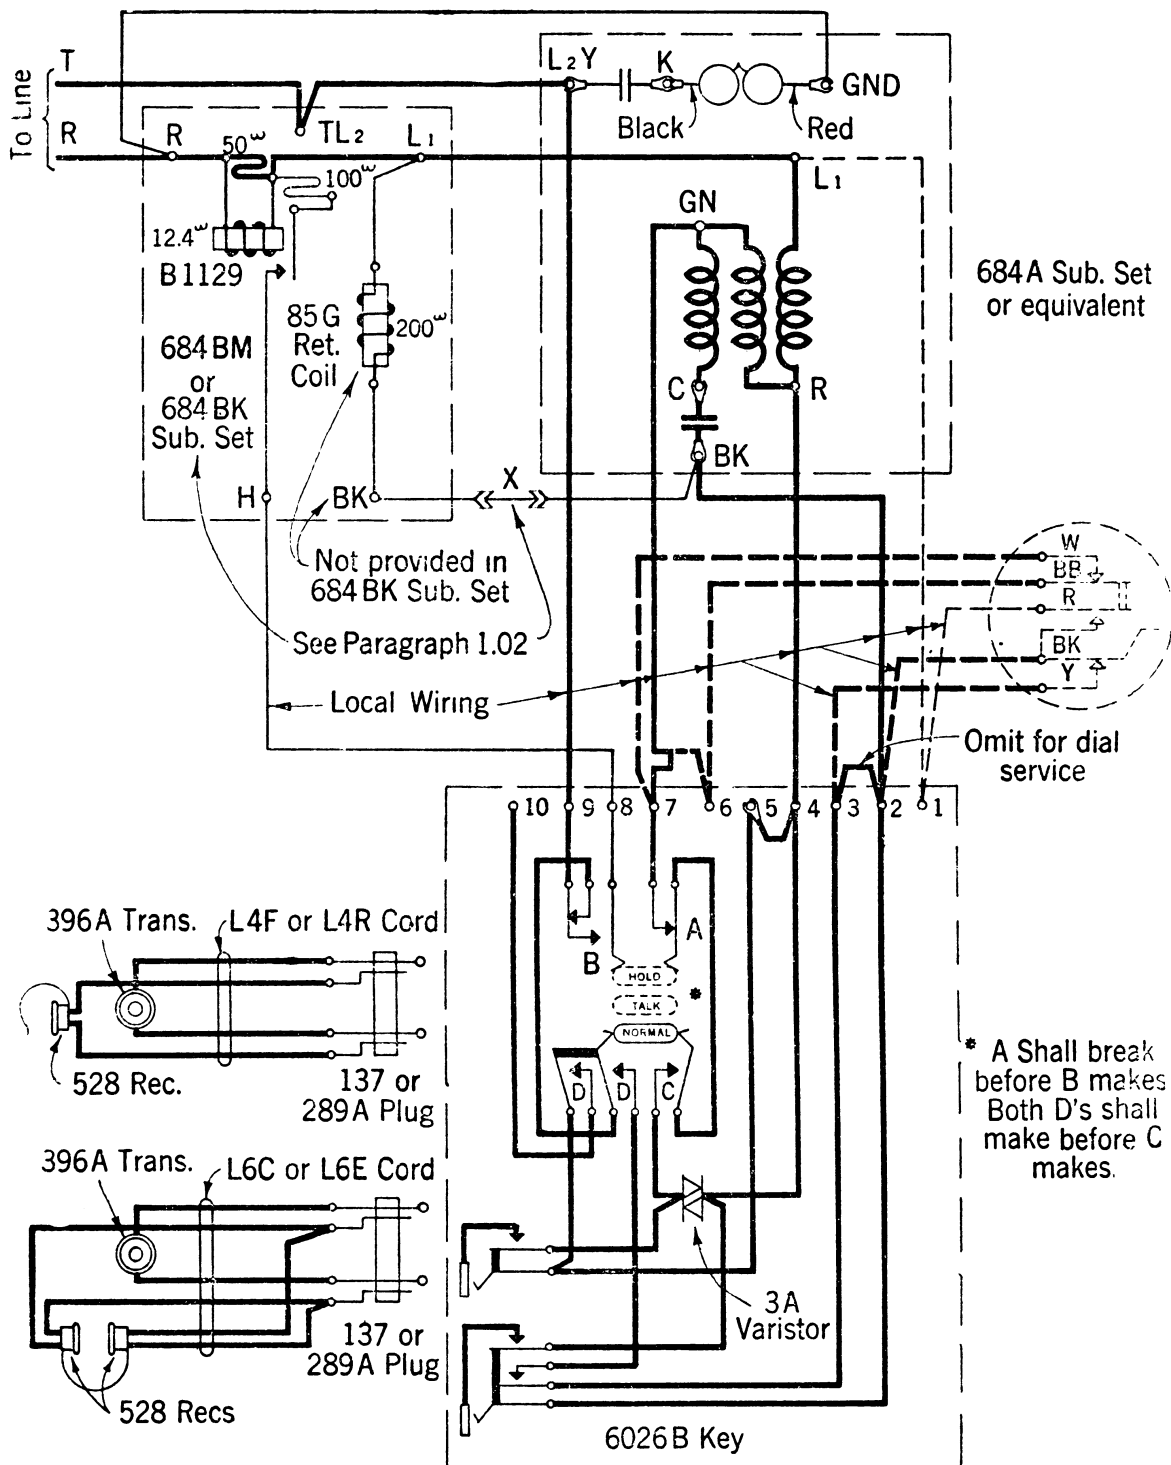 To Line
T
R
R
50ω
TL2
L1
100ω
12.4ω
B1129
85G
Ret.
Coil
200ω
684BM
or
684BK
Sub. Set
H
BK
X
Not provided in
684BK Sub. Set
See Paragraph 1.02
Local Wiring
L2Y
K
GND
Black
Red
L1
GN
C
R
BK
684A Sub. Set
or equivalent
W
BB
R
BK
Y
Omit for dial
service
10
9
8
7
6
5
4
3
2
1
A
B
HOLD
TALK
*
NORMAL
D
D
C
* A Shall break
before B makes
Both D's shall
make before C
makes.
396A Trans.
L4F or L4R Cord
528 Rec.
137 or
289A Plug
396A Trans.
L6C or L6E Cord
137 or
289A Plug
528 Recs
3A
Varistor
6026B Key